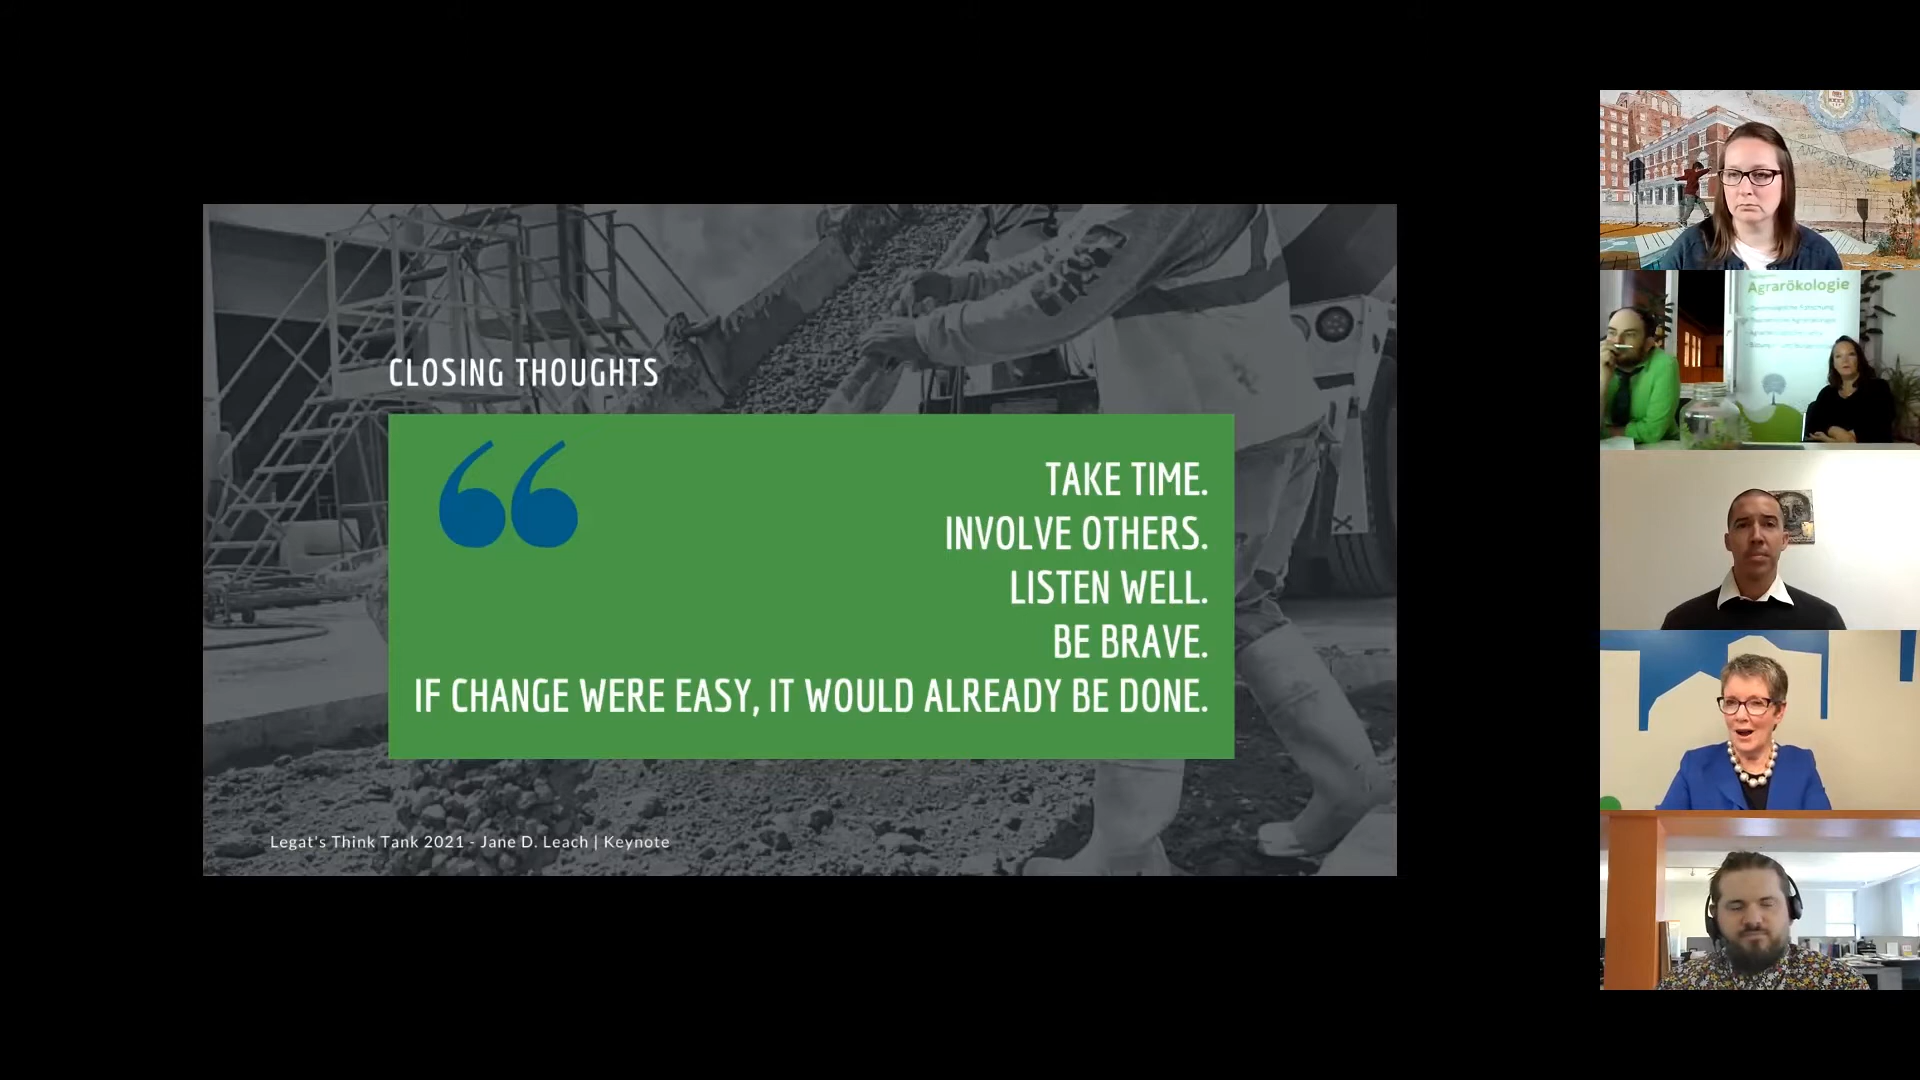 CLOSING THOUGHTS
TAKE TIME.
INVOLVE OTHERS.
LISTEN WELL.
BE BRAVE.
IF CHANGE WERE EASY, IT WOULD ALREADY BE DONE.
Legat's Think Tank 2021 - Jane D. Leach | Keynote
Agrarökologie